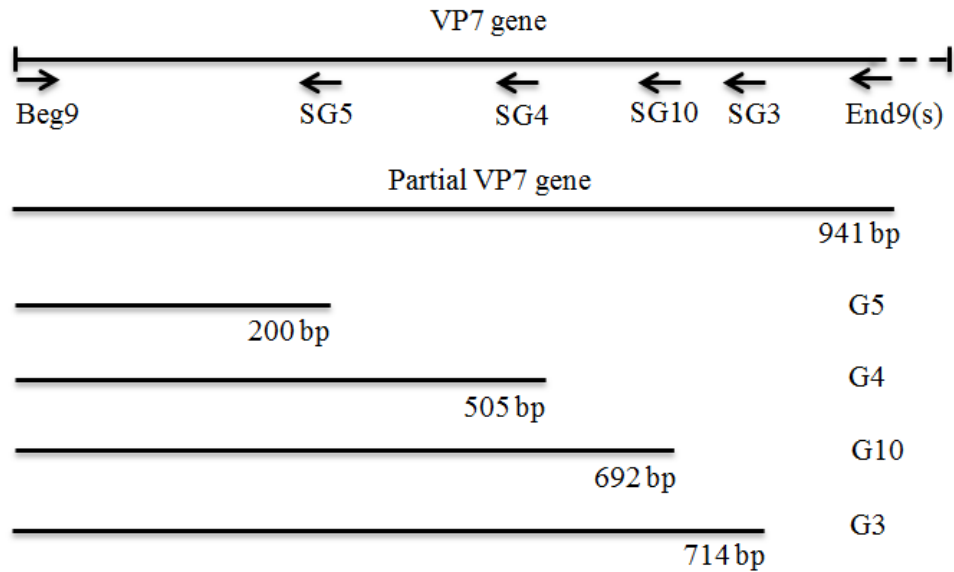 VP7 gene
Beg9 SG5 SG4 SG10 SG3 End9(s)
Partial VP7 gene
941 bp
G5
200 bp
G4
505 bp
G10
692 bp
G3
714 bp